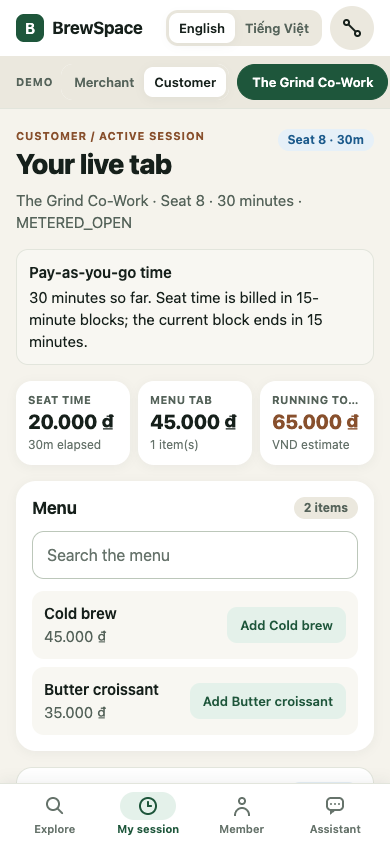 B BrewSpace English Tiếng Việt
DEMO Merchant Customer The Grind Co-Work
CUSTOMER / ACTIVE SESSION
Seat 8 · 30m
Your live tab
The Grind Co-Work · Seat 8 · 30 minutes ·
METERED_OPEN
Pay-as-you-go time
30 minutes so far. Seat time is billed in 15-
minute blocks; the current block ends in 15
minutes.
SEAT TIME
20.000 ₫
30m elapsed
MENU TAB
45.000 ₫
1 item(s)
RUNNING TO...
65.000 ₫
VND estimate
Menu
2 items
Search the menu
Cold brew
45.000 ₫
Add Cold brew
Butter croissant
35.000 ₫
Add Butter croissant
Explore
My session
Member
Assistant